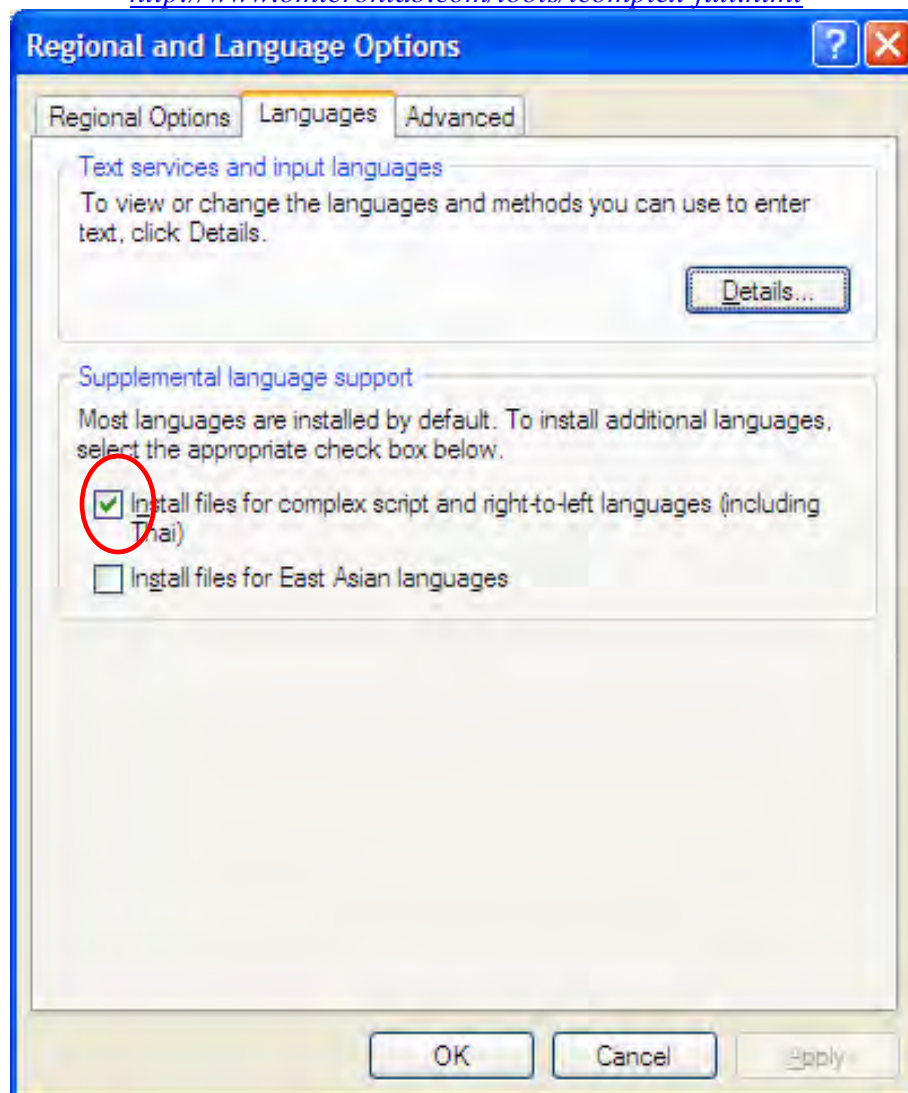 Regional and Language Options
Regional Options Languages Advanced
Text services and input languages
To view or change the languages and methods you can use to enter
text, click Details.
Details...
Supplemental language support
Most languages are installed by default. To install additional languages,
select the appropriate check box below.
Install files for complex script and right-to-left languages (including
Thai)
Install files for East Asian languages
OK Cancel Apply